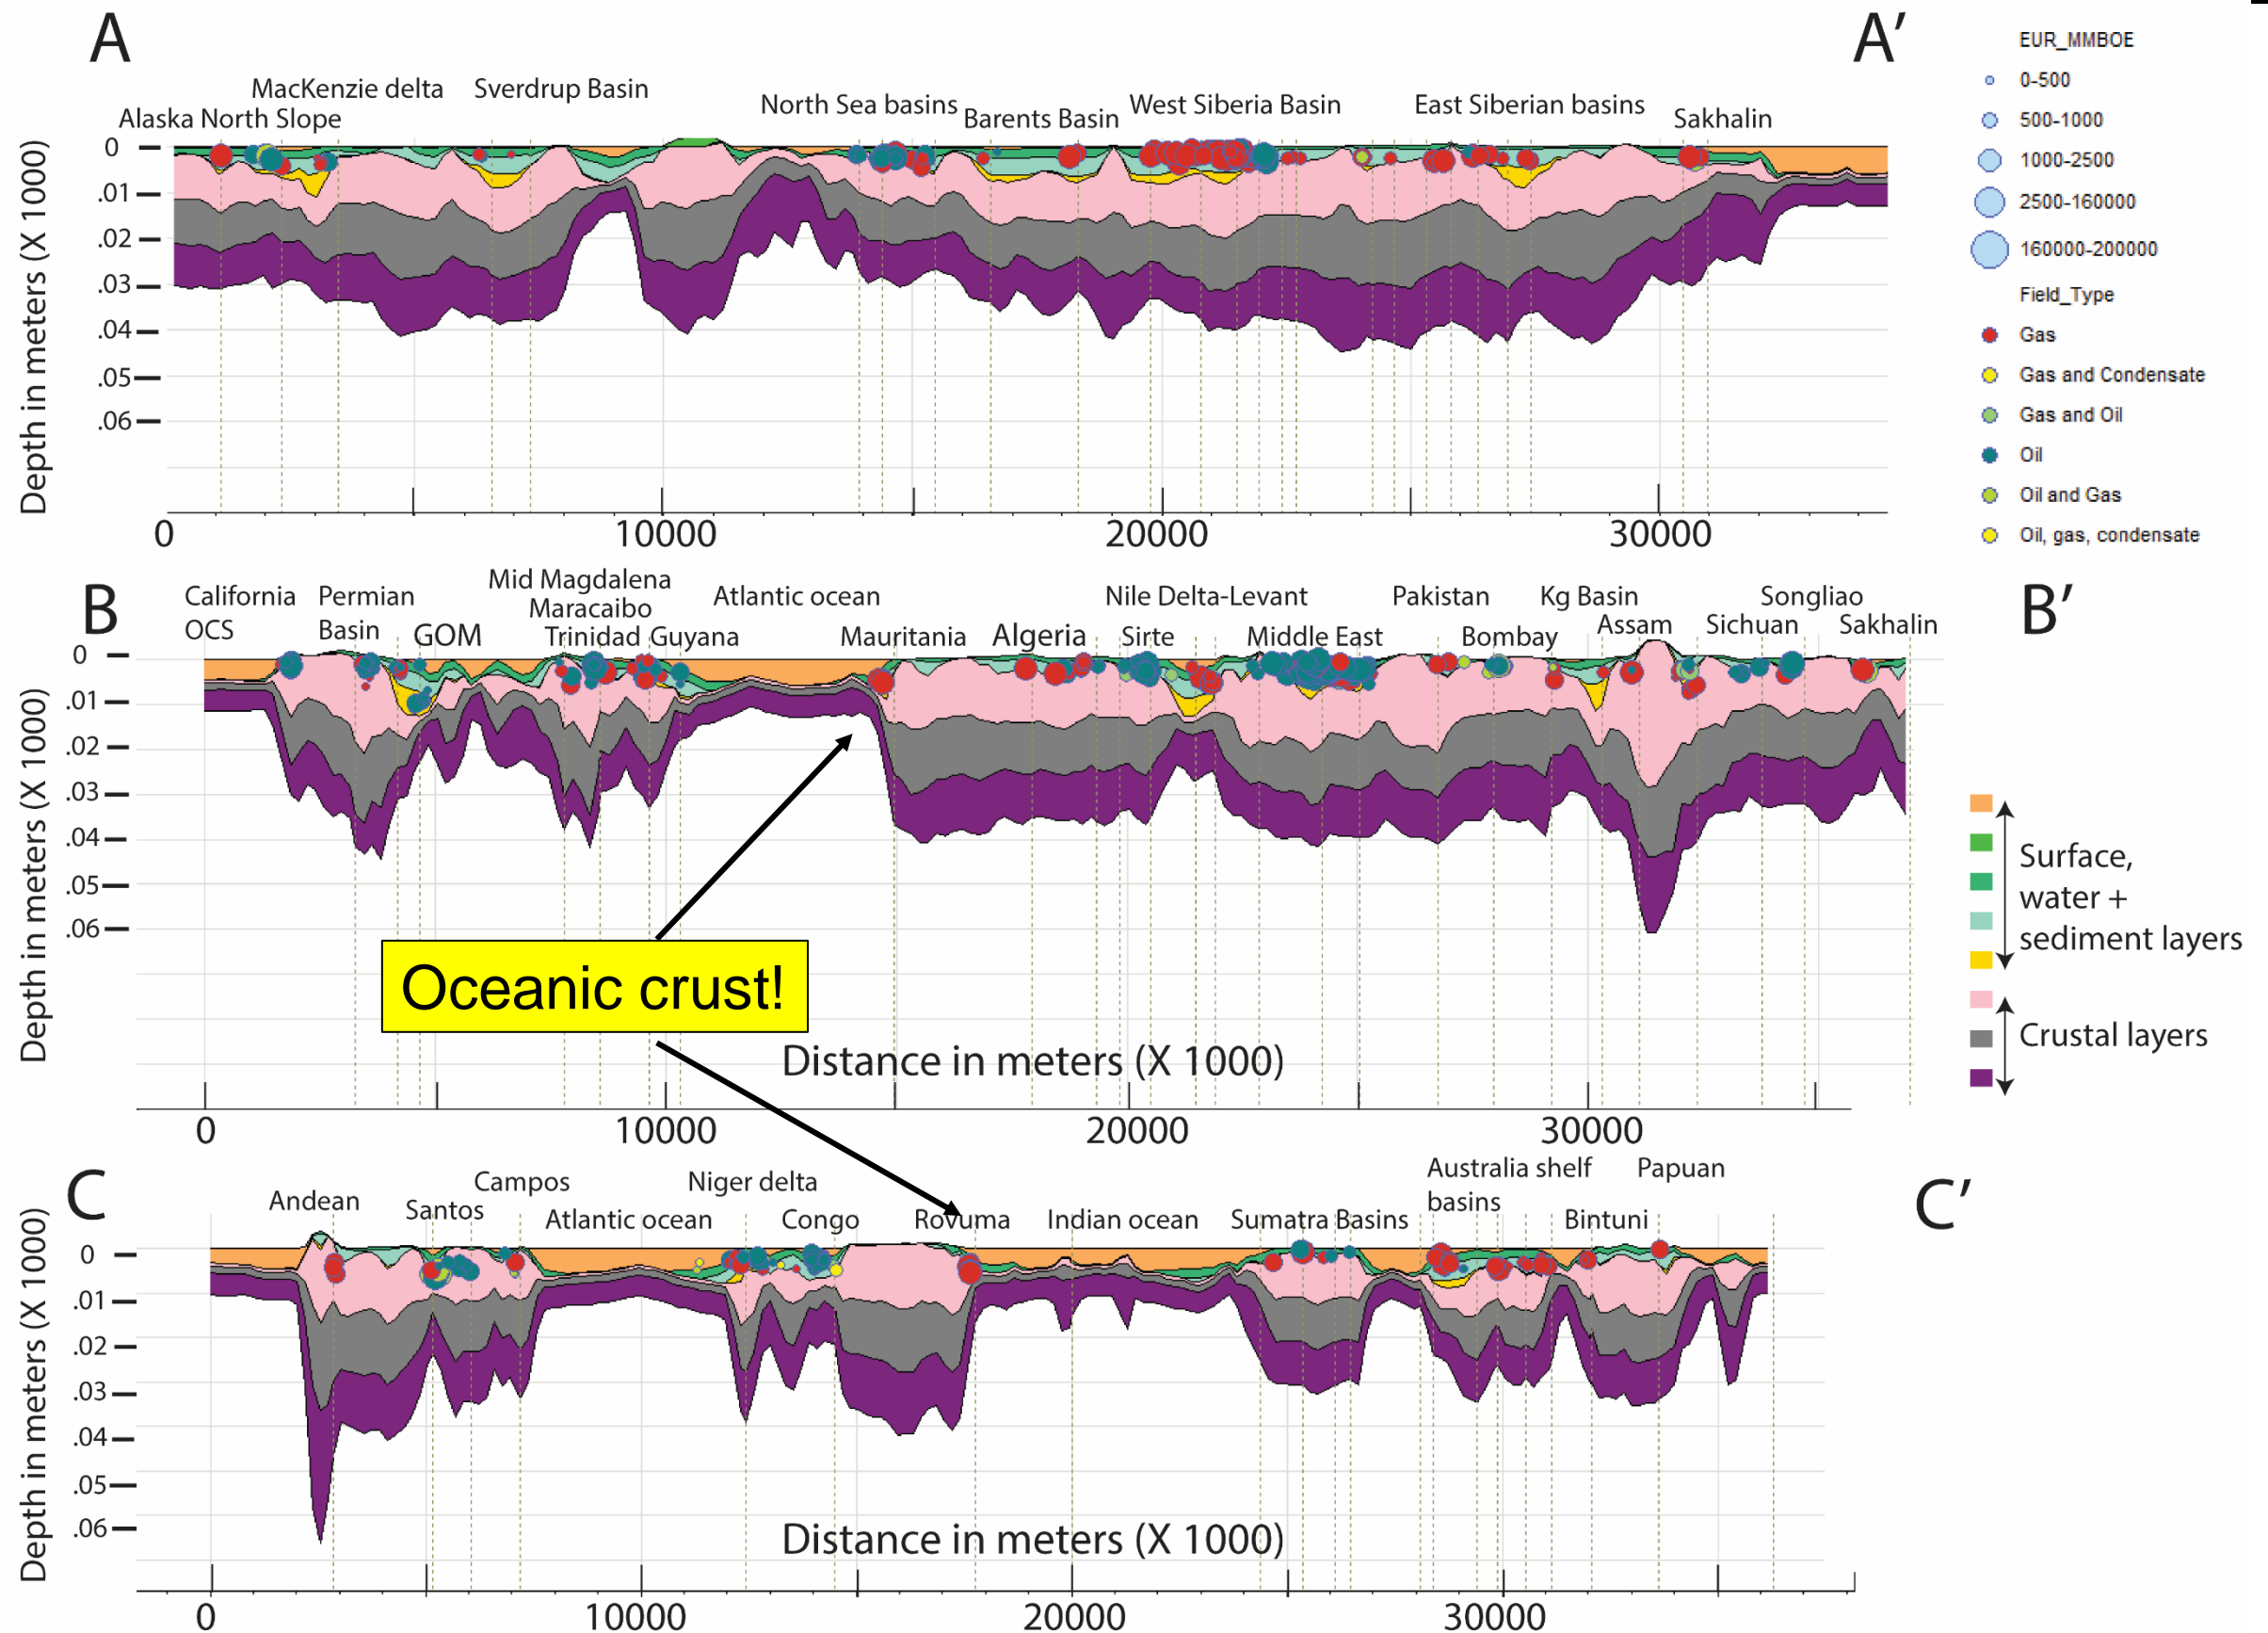 A
A′
MacKenzie delta
Sverdrup Basin
Alaska North Slope
North Sea basins
Barents Basin
West Siberia Basin
East Siberian basins
Sakhalin
Depth in meters (X 1000)
0
.01
.02
.03
.04
.05
.06
0
10000
20000
30000
EUR_MMBOE
0-500
500-1000
1000-2500
2500-160000
160000-200000
Field_Type
Gas
Gas and Condensate
Gas and Oil
Oil
Oil and Gas
Oil, gas, condensate
B
B′
California
OCS
Permian
Basin
GOM
Mid Magdalena
Maracaibo
Trinidad
Guyana
Atlantic ocean
Mauritania
Algeria
Nile Delta-Levant
Sirte
Middle East
Pakistan
Bombay
Kg Basin
Assam
Sichuan
Songliao
Sakhalin
Depth in meters (X 1000)
0
.01
.02
.03
.04
.05
.06
Oceanic crust!
Distance in meters (X 1000)
0
10000
20000
30000
Surface,
water +
sediment layers
Crustal layers
C
C′
Andean
Santos
Campos
Atlantic ocean
Niger delta
Congo
Rovuma
Indian ocean
Sumatra Basins
Australia shelf
basins
Bintuni
Papuan
Depth in meters (X 1000)
0
.01
.02
.03
.04
.05
.06
Distance in meters (X 1000)
0
10000
20000
30000